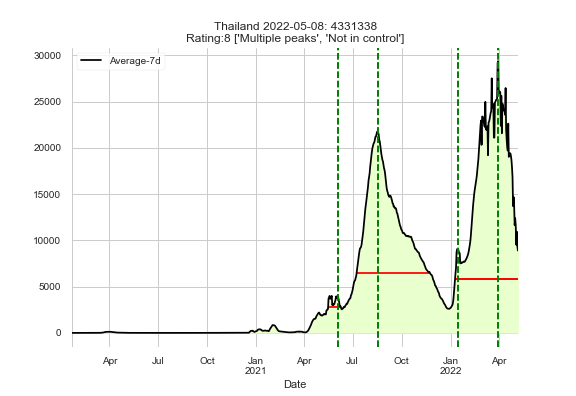 Thailand 2022-05-08: 4331338
Rating:8 ['Multiple peaks', 'Not in control']
Average-7d
30000
25000
20000
15000
10000
5000
0
Apr Jul Oct Jan Apr Jul Oct Jan Apr
2021 2022
Date